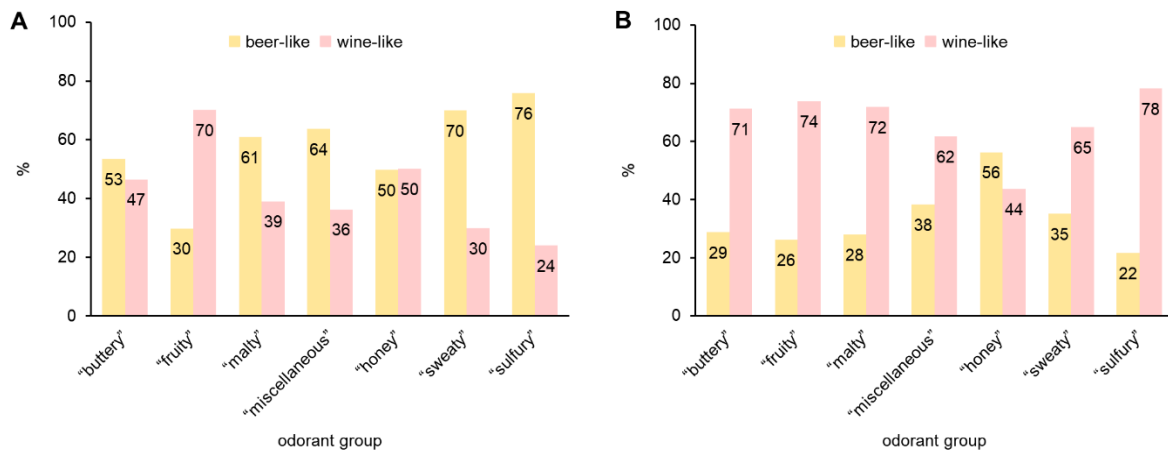 A
100
80
60
40
20
0
%
beer-like wine-like
53 47 30 70 61 39 64 36 50 50 70 30 76 24
“buttery” “fruity” “malty” “miscellaneous” “honey” “sweaty” “sulfury”
odorant group
B
100
80
60
40
20
0
%
beer-like wine-like
29 71 26 74 28 72 38 62 56 44 35 65 22 78
“buttery” “fruity” “malty” “miscellaneous” “honey” “sweaty” “sulfury”
odorant group